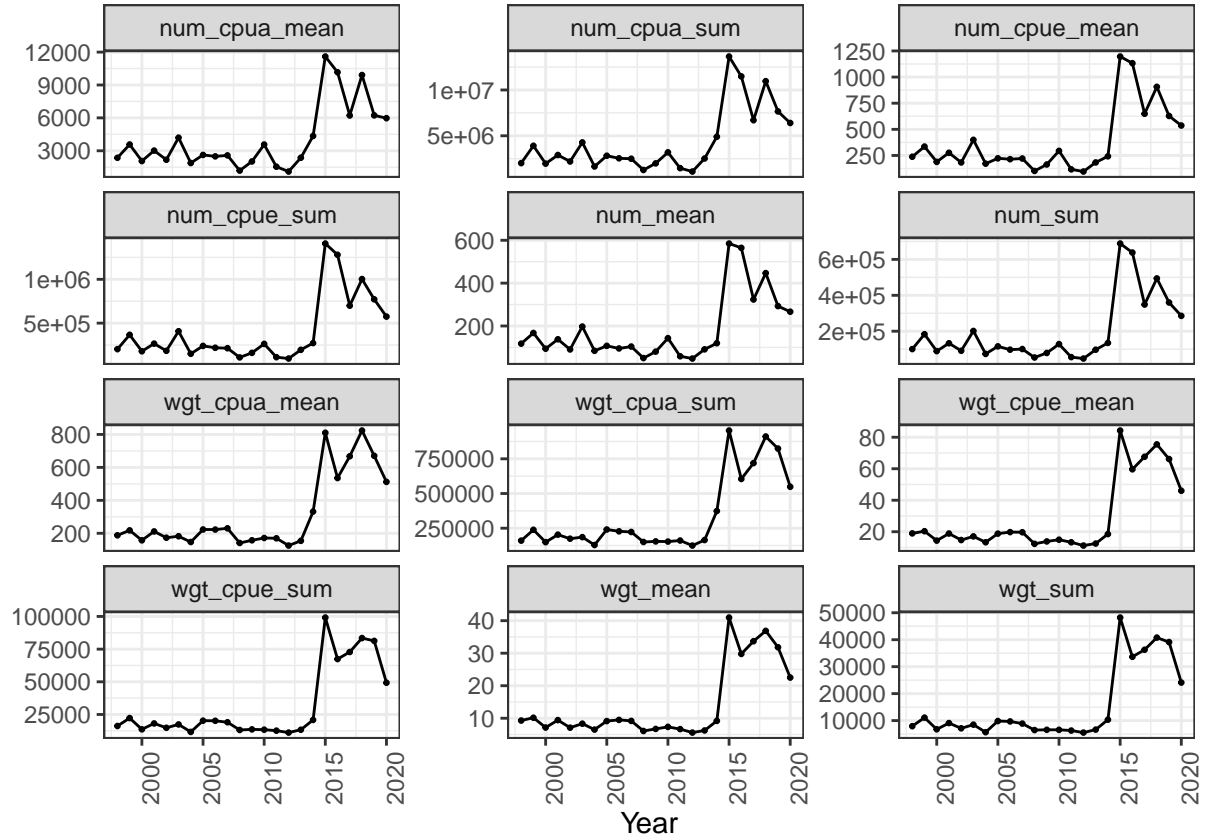 num_cpua_mean num_cpua_sum num_cpue_mean
12000
9000
6000
3000
1e+07
5e+06
1250
1000
750
500
250
num_cpue_sum num_mean num_sum
1e+06
5e+05
600
400
200
6e+05
4e+05
2e+05
wgt_cpua_mean wgt_cpua_sum wgt_cpue_mean
800
600
400
200
750000
500000
250000
80
60
40
20
wgt_cpue_sum wgt_mean wgt_sum
100000
75000
50000
25000
40
30
20
10
50000
40000
30000
20000
10000
2000 2005 2010 2015 2020 2000 2005 2010 2015 2020 2000 2005 2010 2015 2020
Year